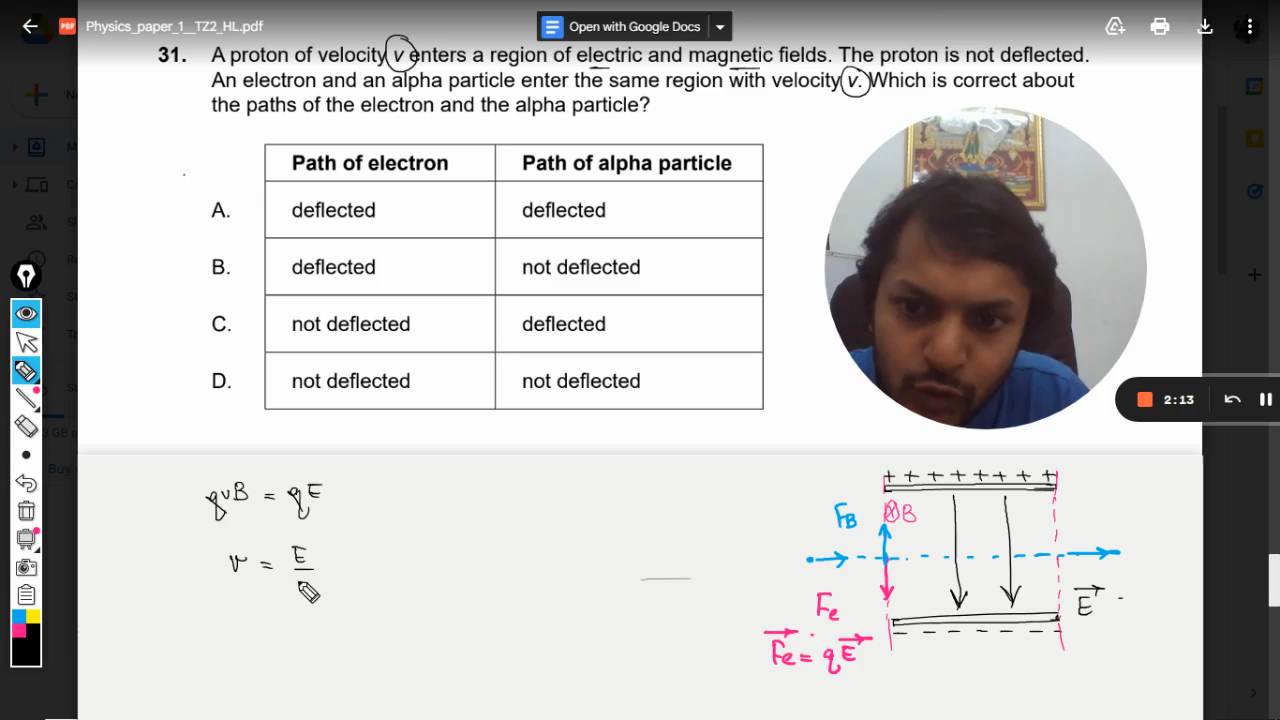 Physics_paper_1__TZ2_HL.pdf
Open with Google Docs
31. A proton of velocity v enters a region of electric and magnetic fields. The proton is not deflected.
An electron and an alpha particle enter the same region with velocity v. Which is correct about
the paths of the electron and the alpha particle?
Path of electron Path of alpha particle
A. deflected deflected
B. deflected not deflected
C. not deflected deflected
D. not deflected not deflected
2:13
qvB = qE
v = E
+ + + + + + + +
FB
⊗B
Fe
E
Fe = qE